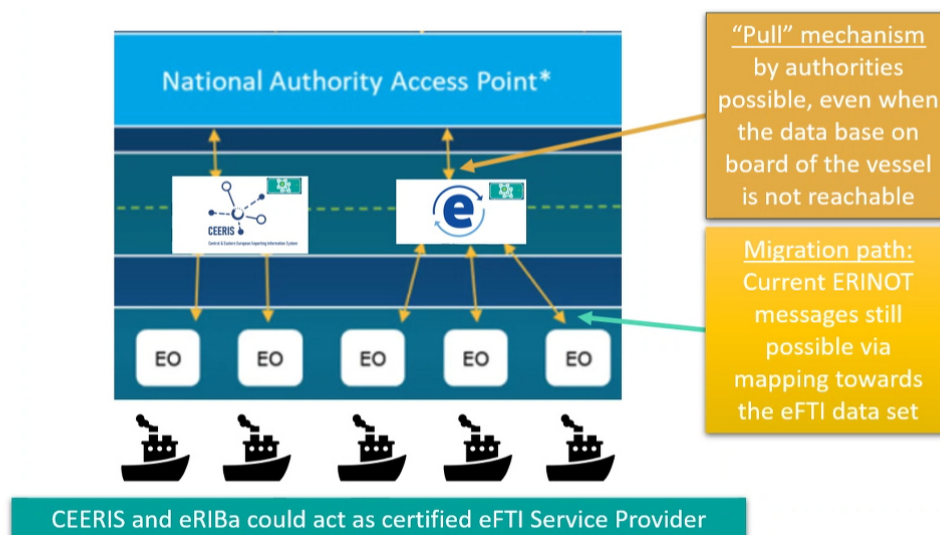 National Authority Access Point*
“Pull” mechanism
by authorities
possible, even when
the data base on
board of the vessel
is not reachable
CEERIS
Central & Eastern European Reporting Information System
e
Migration path:
Current ERINOT
messages still
possible via
mapping towards
the eFTI data set
EO
EO
EO
EO
EO
CEERIS and eRIBa could act as certified eFTI Service Provider